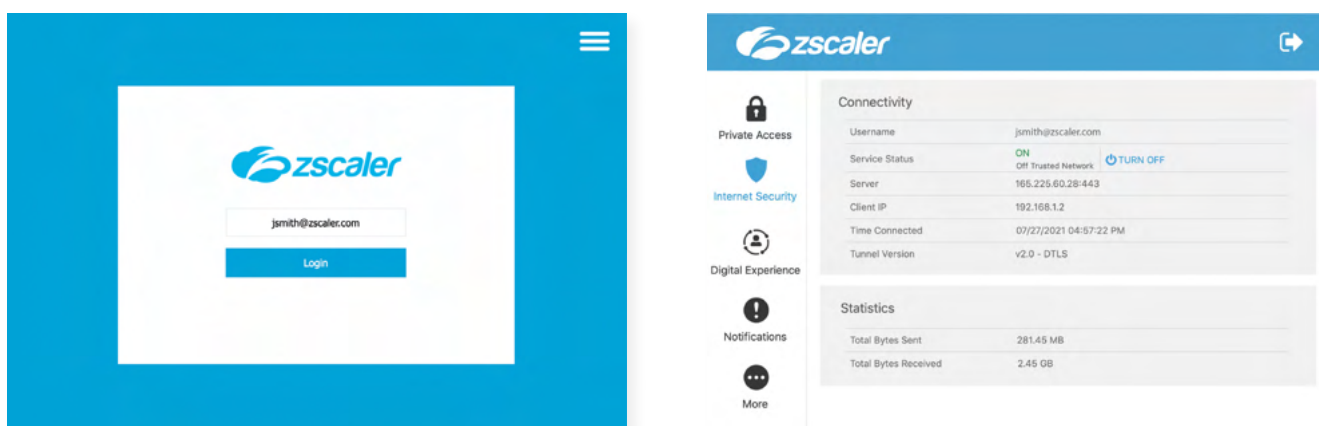 zscaler
jsmith@zscaler.com
Login
zscaler
Private Access
Internet Security
Digital Experience
Notifications
More
Connectivity
Username jsmith@zscaler.com
Service Status ON Off Trusted Network TURN OFF
Server 165.225.60.28:443
Client IP 192.168.1.2
Time Connected 07/27/2021 04:57:22 PM
Tunnel Version v2.0 - DTLS
Statistics
Total Bytes Sent 281.45 MB
Total Bytes Received 2.45 GB